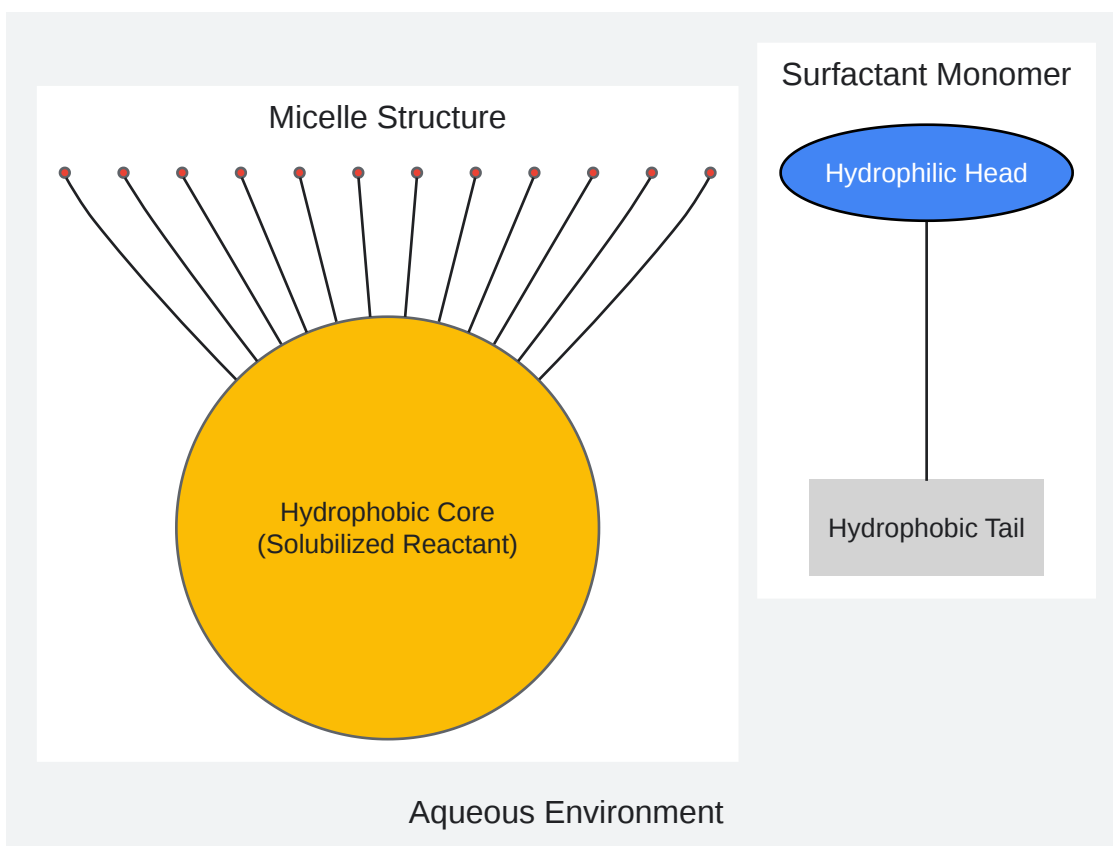 Surfactant Monomer
Micelle Structure
Hydrophilic Head
Hydrophobic Core
(Solubilized Reactant)
Hydrophobic Tail
Aqueous Environment